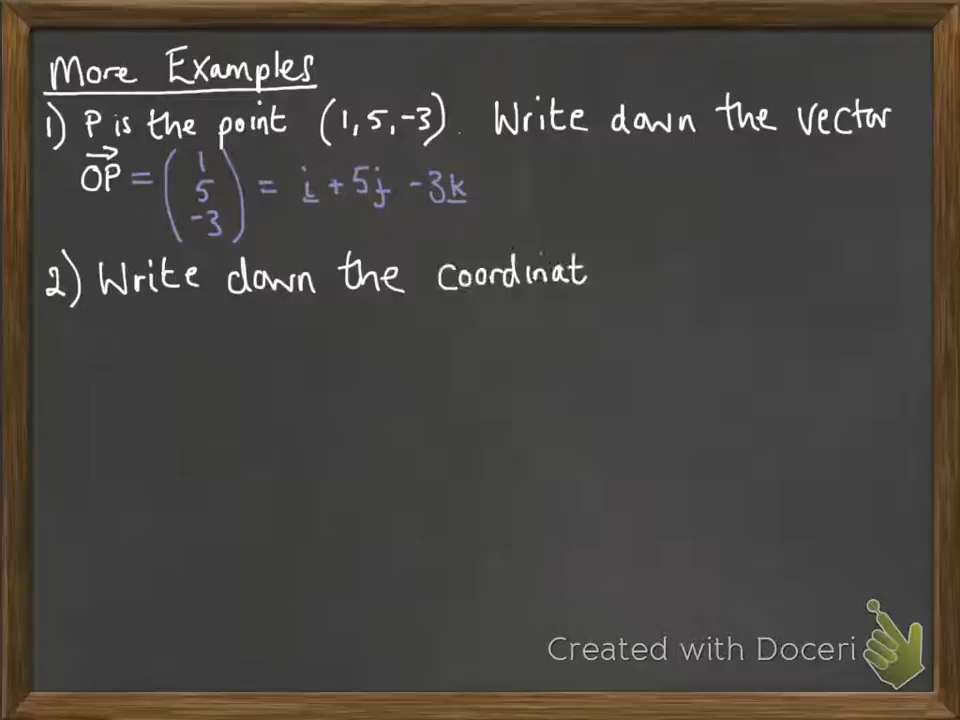 More Examples
1) P is the point (1, 5, -3). Write down the vector
OP→ = (1 5 -3) = i + 5j - 3k
2) Write down the coordinat
Created with Doceri